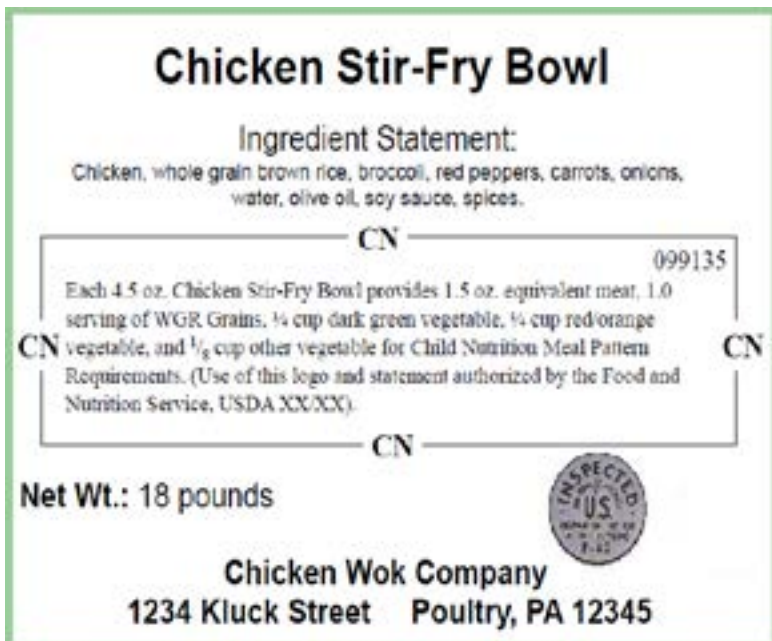 Chicken Stir-Fry Bowl
Ingredient Statement:
Chicken, whole grain brown rice, broccoli, red peppers, carrots, onions,
water, olive oil, soy sauce, spices.
CN
099135
Each 4.5 oz. Chicken Stir-Fry Bowl provides 1.5 oz. equivalent meat, 1.0
serving of WGR Grains, ¼ cup dark green vegetable, ¼ cup red/orange
CN vegetable, and 1/8 cup other vegetable for Child Nutrition Meal Pattern CN
Requirements. (Use of this logo and statement authorized by the Food and
Nutrition Service, USDA XX/XX).
CN
Net Wt.: 18 pounds
INSPECTED
U.S.
Chicken Wok Company
1234 Kluck Street Poultry, PA 12345